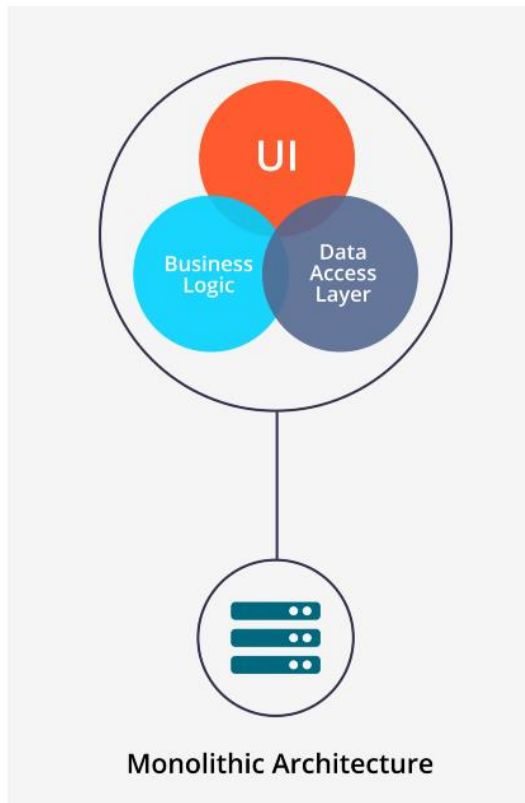 UI
Business
Logic
Data
Access
Layer
Monolithic Architecture